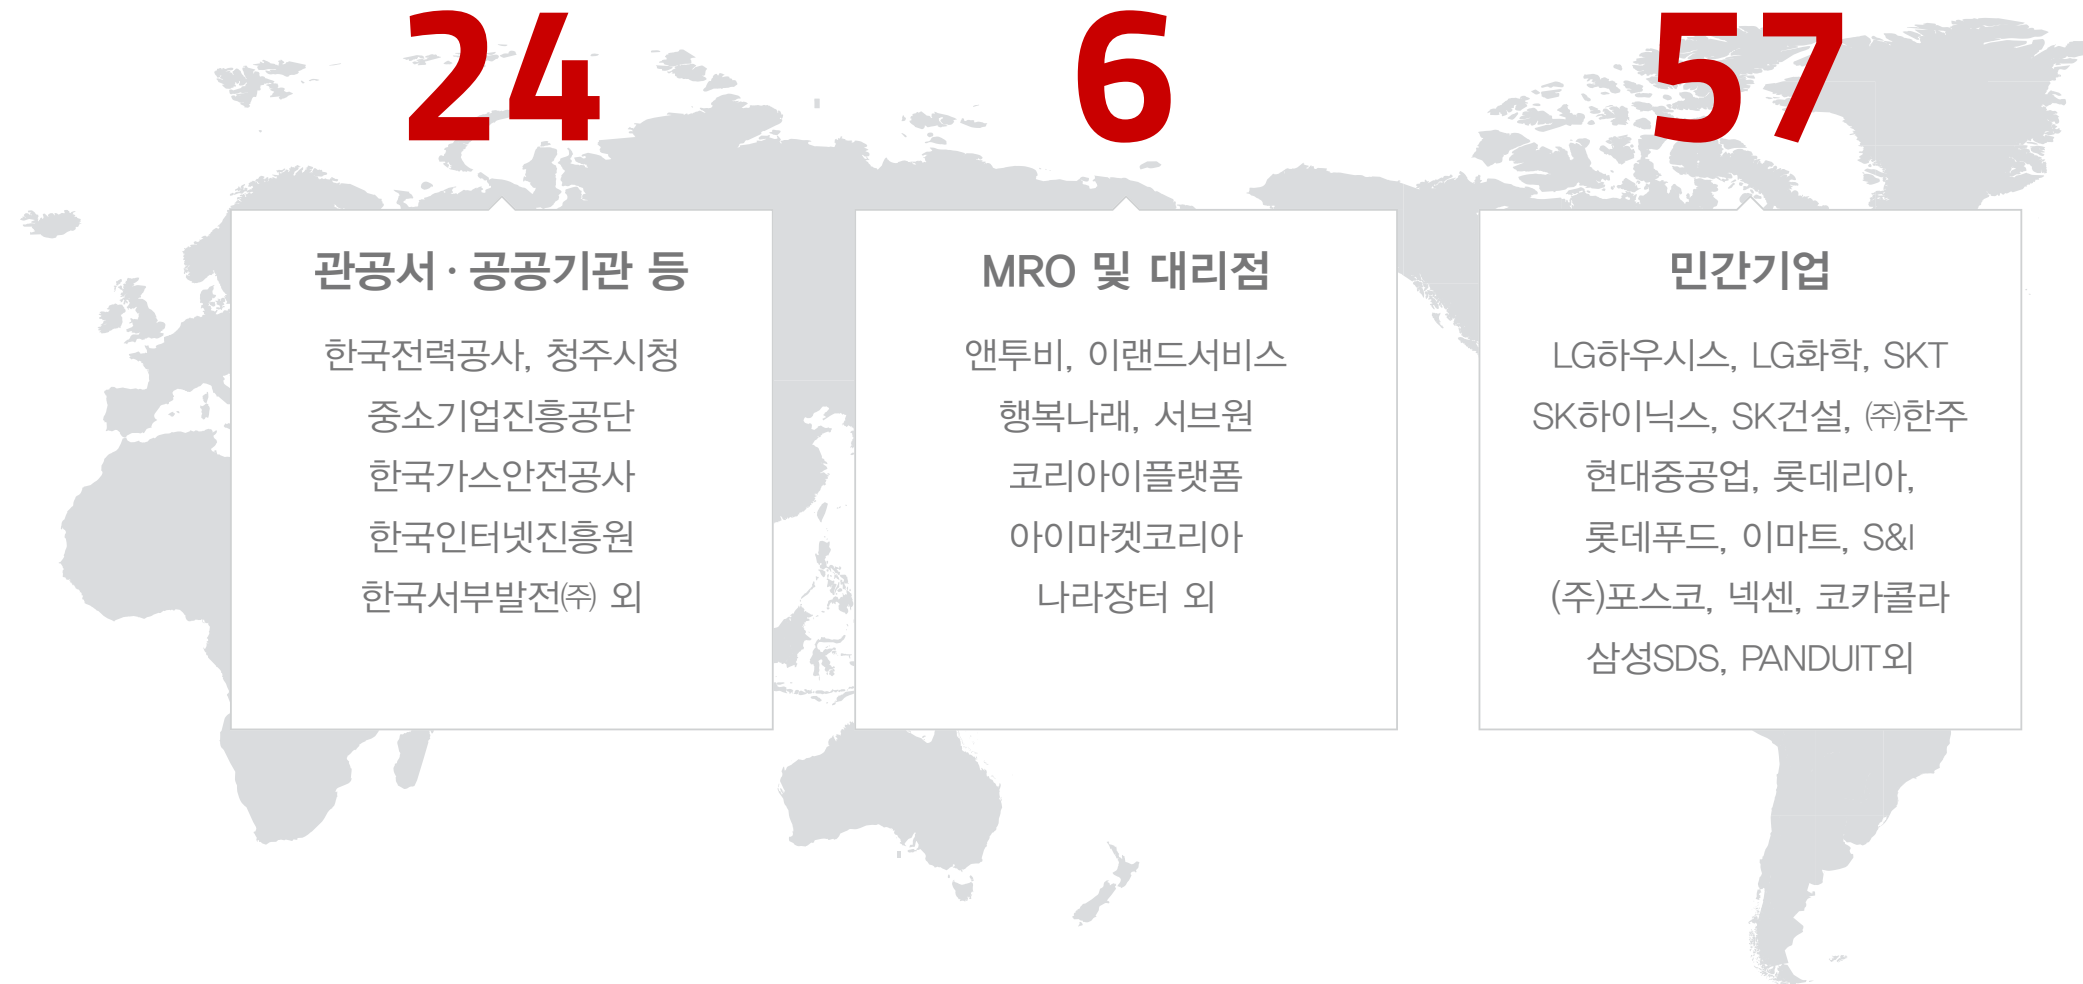 24
관공서 · 공공기관 등
한국전력공사, 청주시청
중소기업진흥공단
한국가스안전공사
한국인터넷진흥원
한국서부발전㈜ 외
6
MRO 및 대리점
앤투비, 이랜드서비스
행복나래, 서브원
코리아이플랫폼
아이마켓코리아
나라장터 외
57
민간기업
LG하우시스, LG화학, SKT
SK하이닉스, SK건설, ㈜한주
현대중공업, 롯데리아,
롯데푸드, 이마트, S&I
(주)포스코, 넥센, 코카콜라
삼성SDS, PANDUIT외